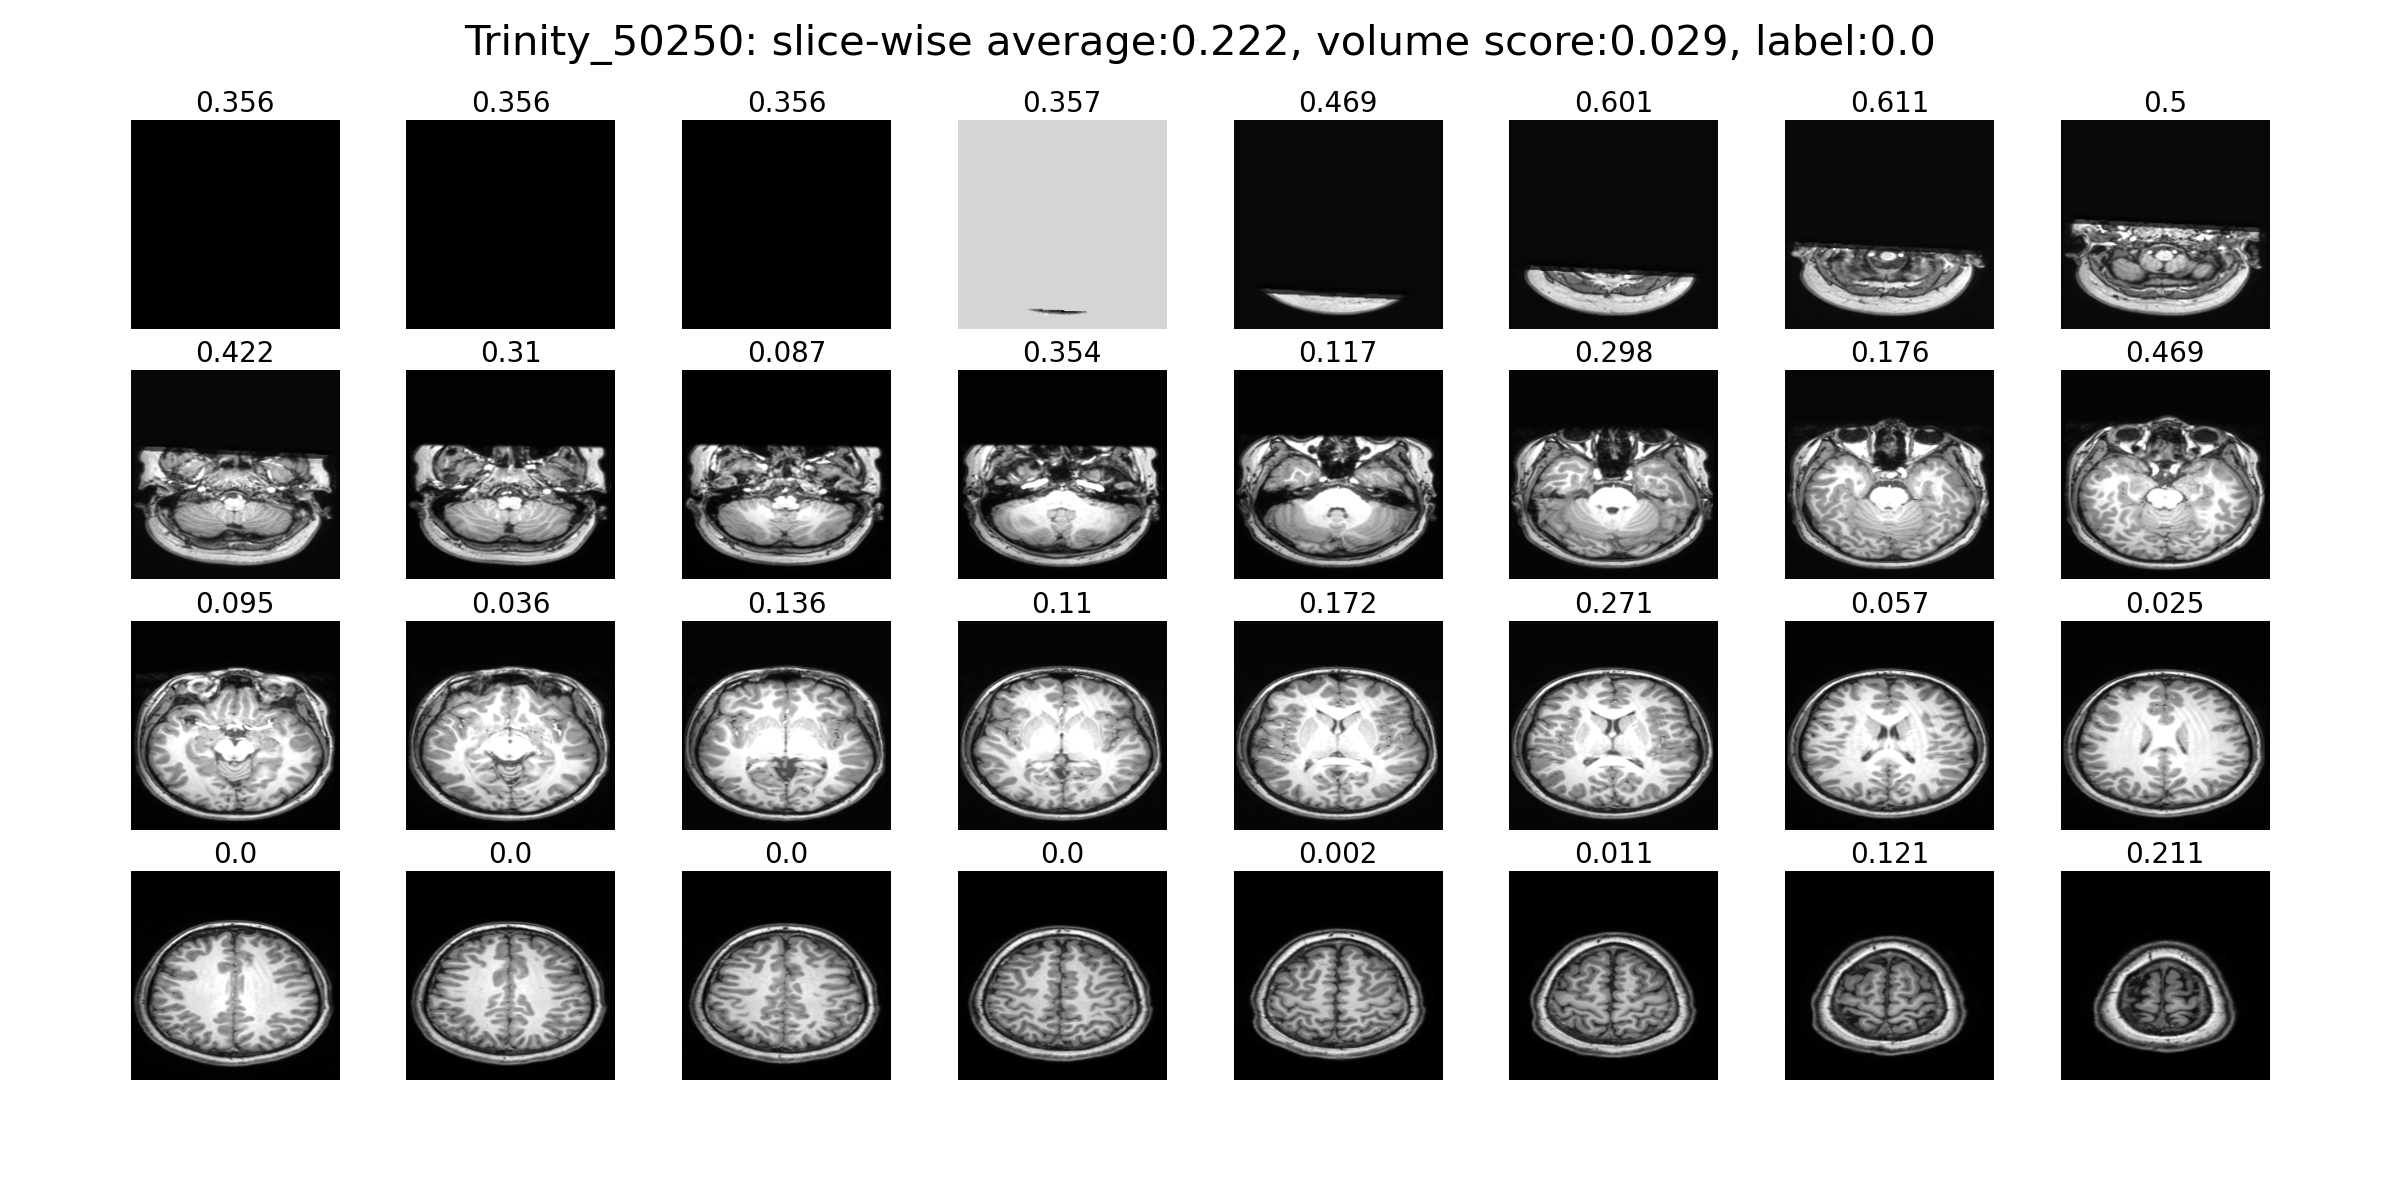 Trinity_50250: slice-wise average:0.222, volume score:0.029, label:0.0
0.356 0.356 0.356 0.357 0.469 0.601 0.611 0.5
0.422 0.31 0.087 0.354 0.117 0.298 0.176 0.469
0.095 0.036 0.136 0.11 0.172 0.271 0.057 0.025
0.0 0.0 0.0 0.0 0.002 0.011 0.121 0.211